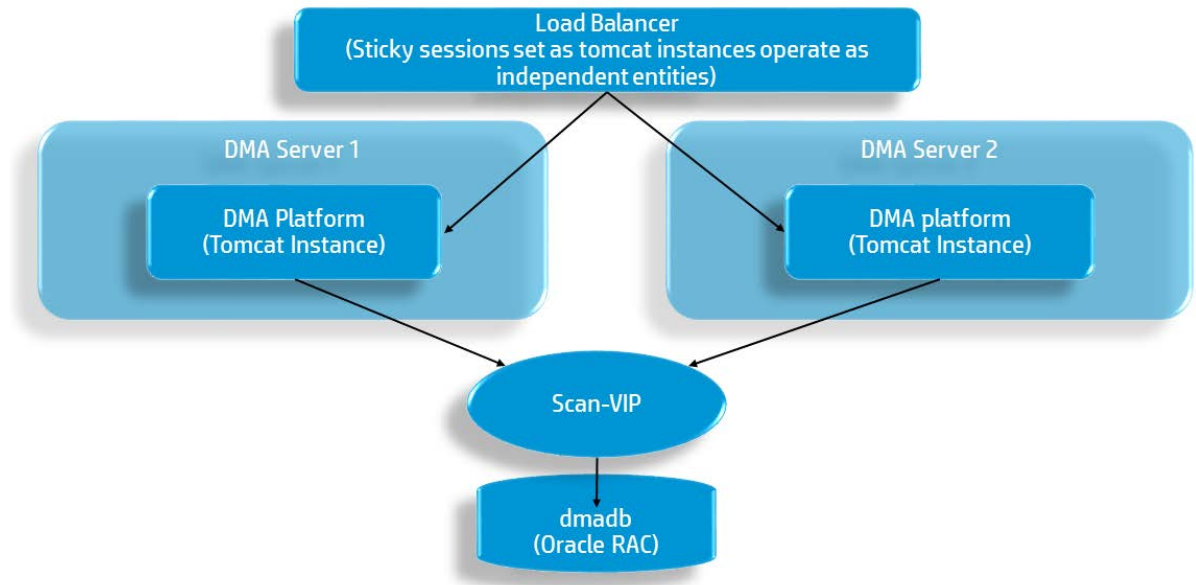 Load Balancer
(Sticky sessions set as tomcat instances operate as
independent entities)
DMA Server 1
DMA Platform
(Tomcat Instance)
DMA Server 2
DMA platform
(Tomcat Instance)
Scan-VIP
dmadb
(Oracle RAC)